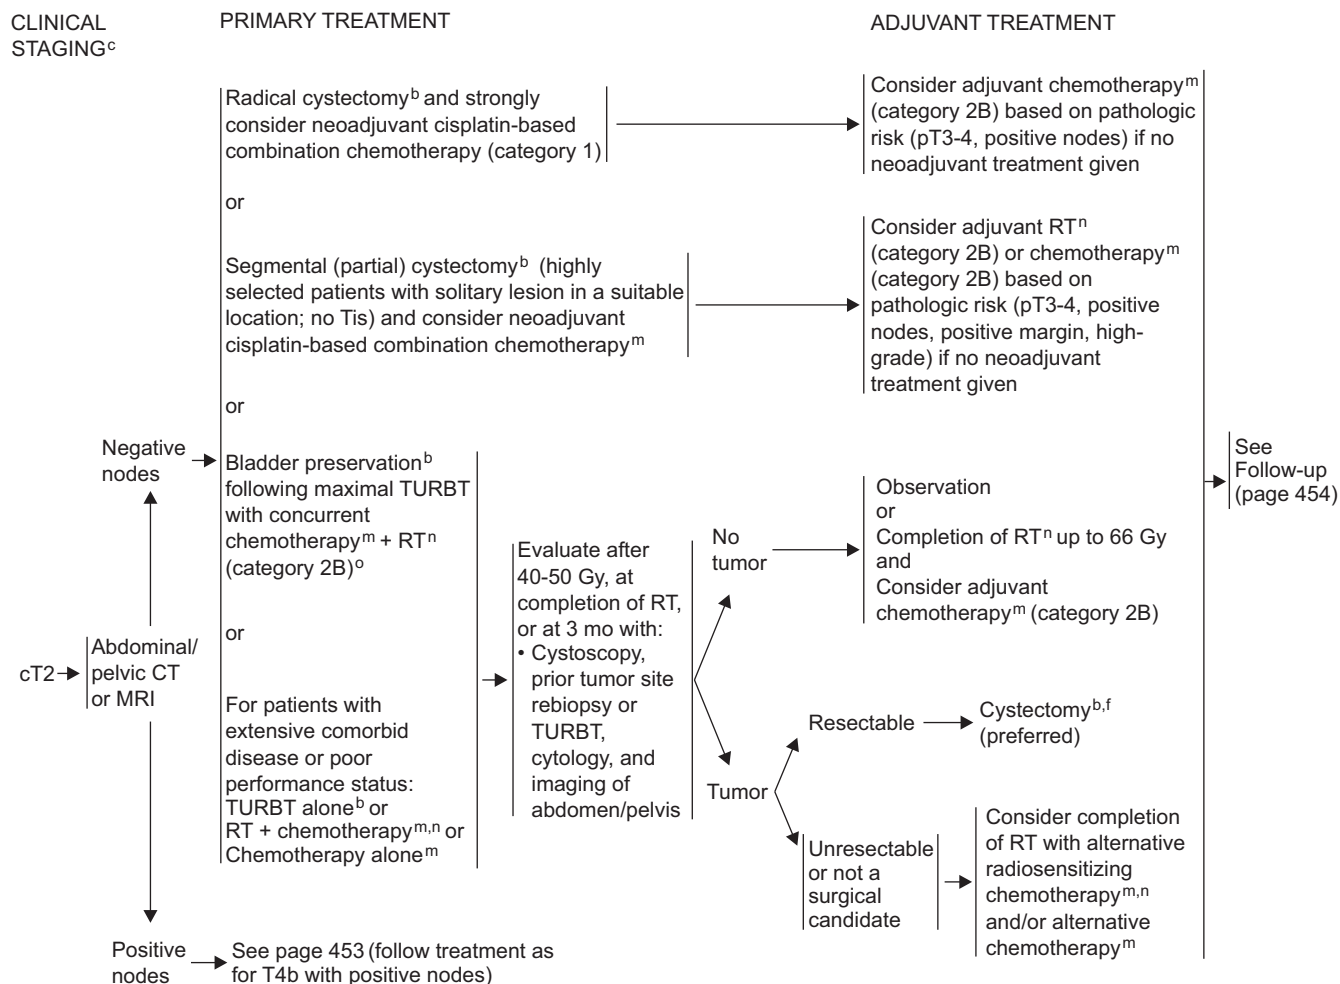 CLINICAL
STAGINGᶜ
PRIMARY TREATMENT
ADJUVANT TREATMENT
Radical cystectomyᵇ and strongly
consider neoadjuvant cisplatin-based
combination chemotherapy (category 1)
Consider adjuvant chemotherapyᵐ
(category 2B) based on pathologic
risk (pT3-4, positive nodes) if no
neoadjuvant treatment given
or
Segmental (partial) cystectomyᵇ (highly
selected patients with solitary lesion in a suitable
location; no Tis) and consider neoadjuvant
cisplatin-based combination chemotherapyᵐ
Consider adjuvant RTⁿ
(category 2B) or chemotherapyᵐ
(category 2B) based on
pathologic risk (pT3-4, positive
nodes, positive margin, high-
grade) if no neoadjuvant
treatment given
or
Negative
nodes
Bladder preservationᵇ
following maximal TURBT
with concurrent
chemotherapyᵐ + RTⁿ
(category 2B)ᵒ
or
For patients with
extensive comorbid
disease or poor
performance status:
TURBT aloneᵇ or
RT + chemotherapyᵐ,ⁿ or
Chemotherapy aloneᵐ
Evaluate after
40-50 Gy, at
completion of RT,
or at 3 mo with:
• Cystoscopy,
prior tumor site
rebiopsy or
TURBT,
cytology, and
imaging of
abdomen/pelvis
No
tumor
Observation
or
Completion of RTⁿ up to 66 Gy
and
Consider adjuvant
chemotherapyᵐ (category 2B)
See
Follow-up
(page 454)
cT2
Abdominal/
pelvic CT
or MRI
Tumor
Resectable
Cystectomyᵇ,ᶠ
(preferred)
Unresectable
or not a
surgical
candidate
Consider completion
of RT with alternative
radiosensitizing
chemotherapyᵐ,ⁿ
and/or alternative
chemotherapyᵐ
Positive
nodes
See page 453 (follow treatment as
for T4b with positive nodes)